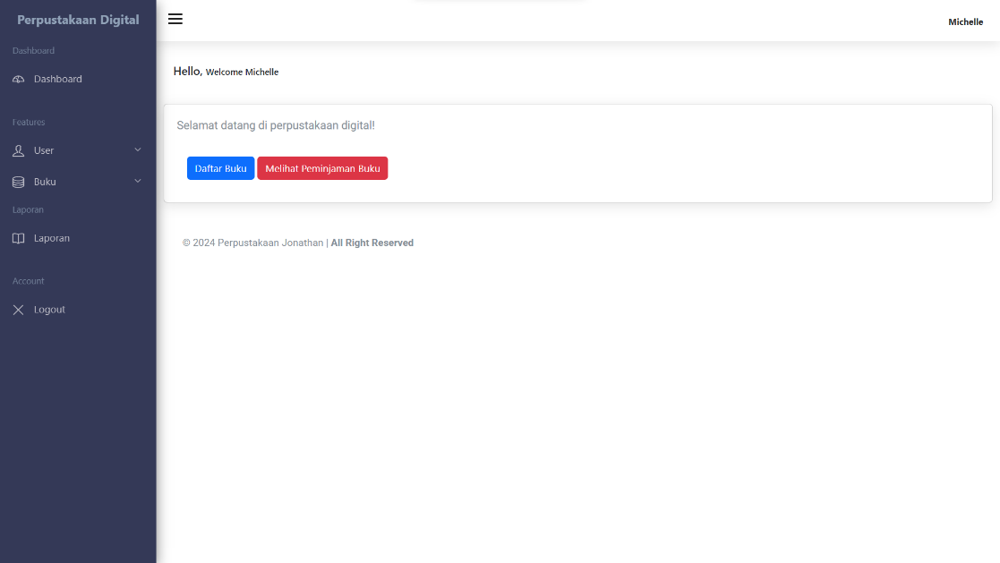 Perpustakaan Digital
Michelle
Dashboard
Dashboard
Features
User
Buku
Laporan
Laporan
Account
Logout
Hello, Welcome Michelle
Selamat datang di perpustakaan digital!
Daftar Buku
Melihat Peminjaman Buku
© 2024 Perpustakaan Jonathan | All Right Reserved